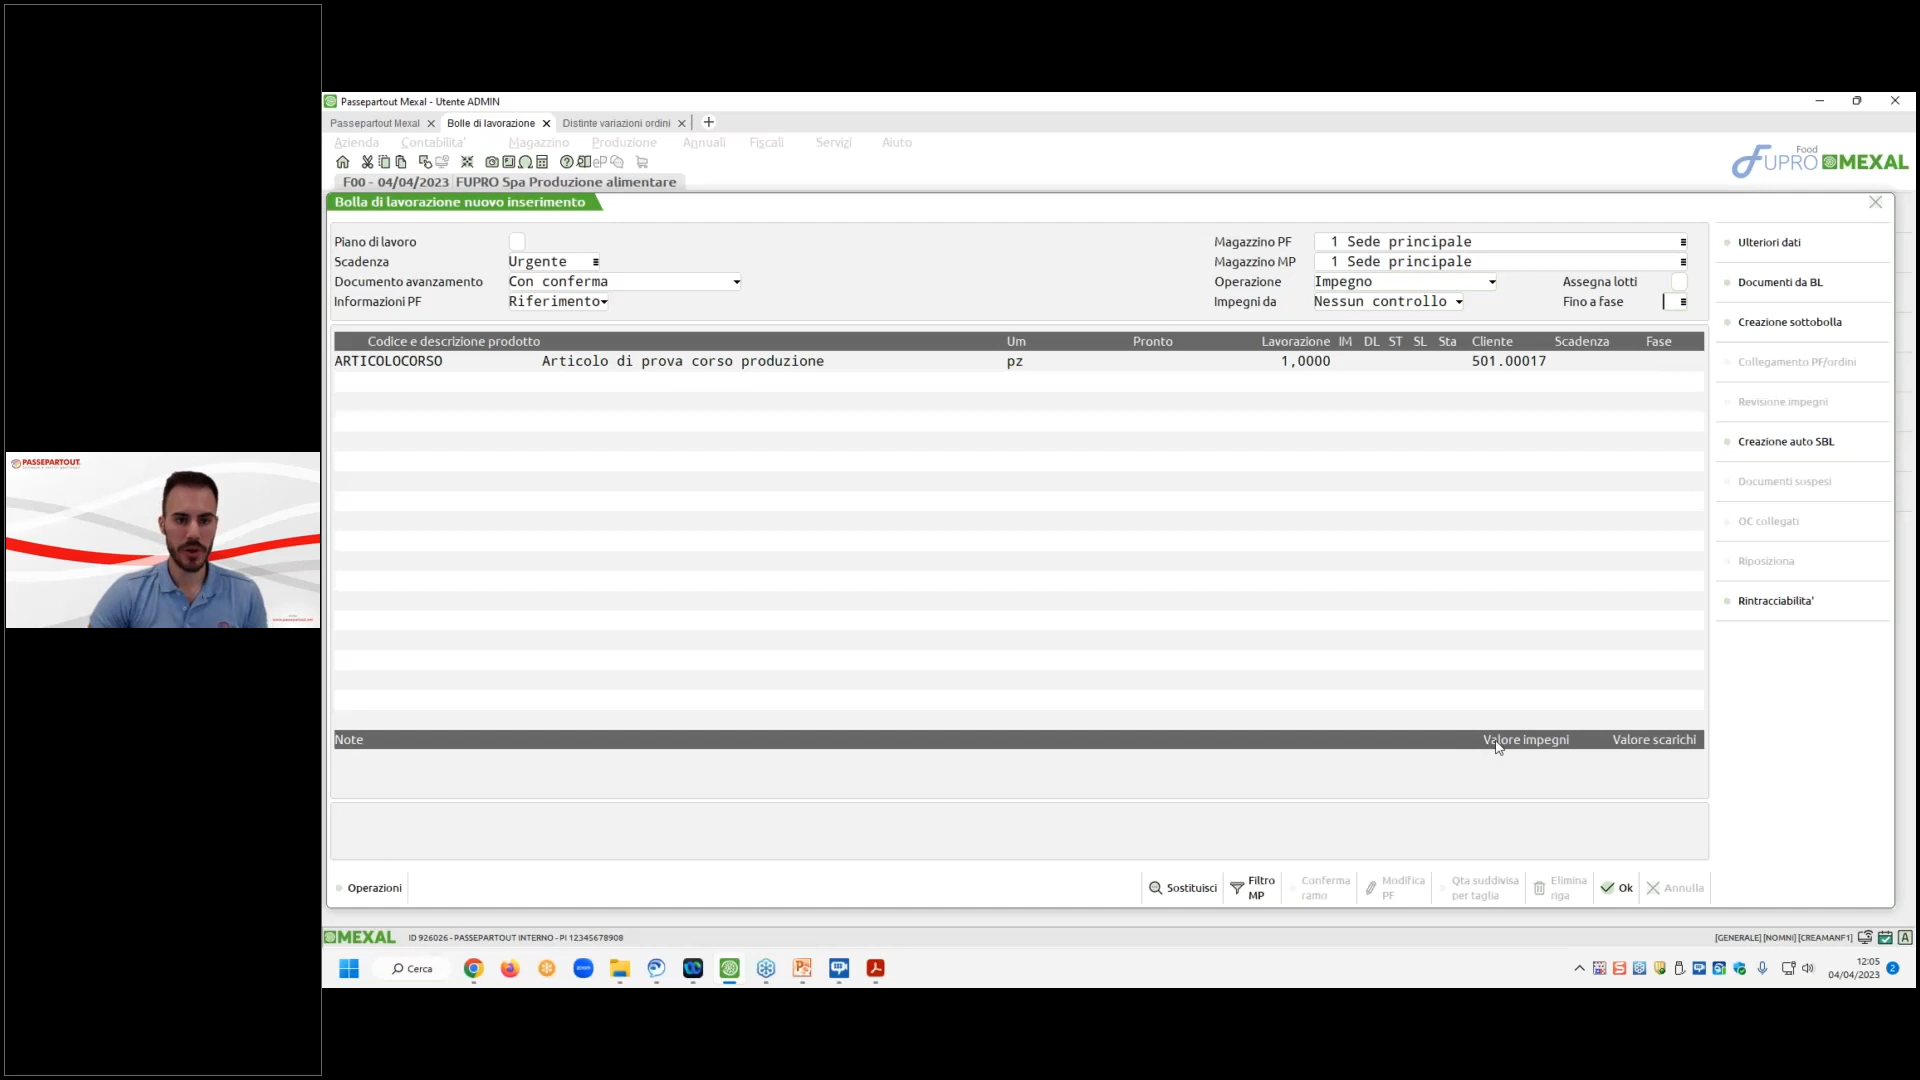 Passepartout Mexal - Utente ADMIN
Passepartout Mexal Bolle di lavorazione Distinte variazioni ordini
Azienda Contabilita' Magazzino Produzione Annuali Fiscali Servizi Aiuto
Food
FUPRO MEXAL
F00 - 04/04/2023 FUPRO Spa Produzione alimentare
Bolla di lavorazione nuovo inserimento
Piano di lavoro
Magazzino PF 1 Sede principale
Scadenza Urgente
Magazzino MP 1 Sede principale
Documento avanzamento Con conferma
Operazione Impegno Assegna lotti
Informazioni PF Riferimento
Impegni da Nessun controllo Fino a fase
Codice e descrizione prodotto Um Pronto Lavorazione IM DL ST SL Sta Cliente Scadenza Fase
ARTICOLOCORSO Articolo di prova corso produzione pz 1,0000 501.00017
Note Valore impegni Valore scarichi
Ulteriori dati
Documenti da BL
Creazione sottobolla
Collegamento PF/ordini
Revisione impegni
Creazione auto SBL
Documenti sospesi
OC collegati
Riposiziona
Rintracciabilita'
Operazioni
Sostituisci
Filtro MP
Conferma ramo
Modifica PF
Qta suddivisa per taglia
Elimina riga
Ok
Annulla
MEXAL ID 926026 - PASSEPARTOUT INTERNO - PI 12345678908
[GENERALE] [NOMNI] [CREAMANF1]
Cerca
12:05
04/04/2023
2
PASSEPARTOUT